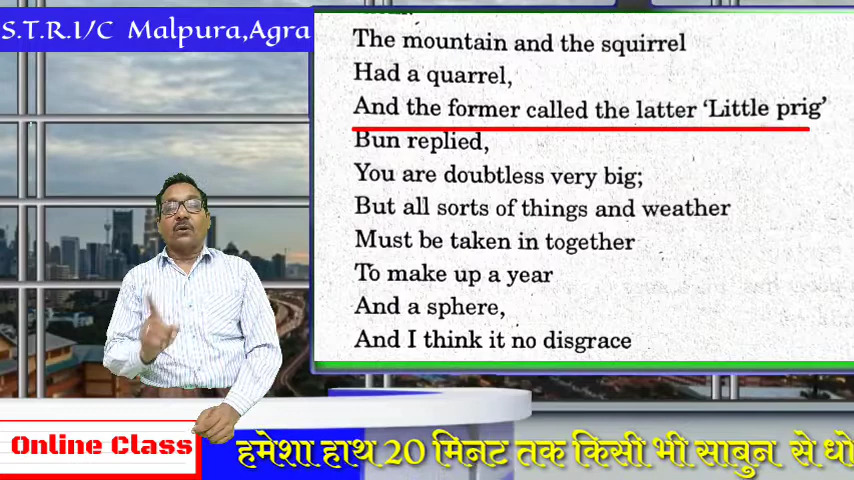 S.T.R.I/C Malpura,Agra
The mountain and the squirrel
Had a quarrel,
And the former called the latter ‘Little prig’
Bun replied,
You are doubtless very big;
But all sorts of things and weather
Must be taken in together
To make up a year
And a sphere,
And I think it no disgrace
Online Class
हमेशा हाथ 20 मिनट तक किसी भी साबुन से धो